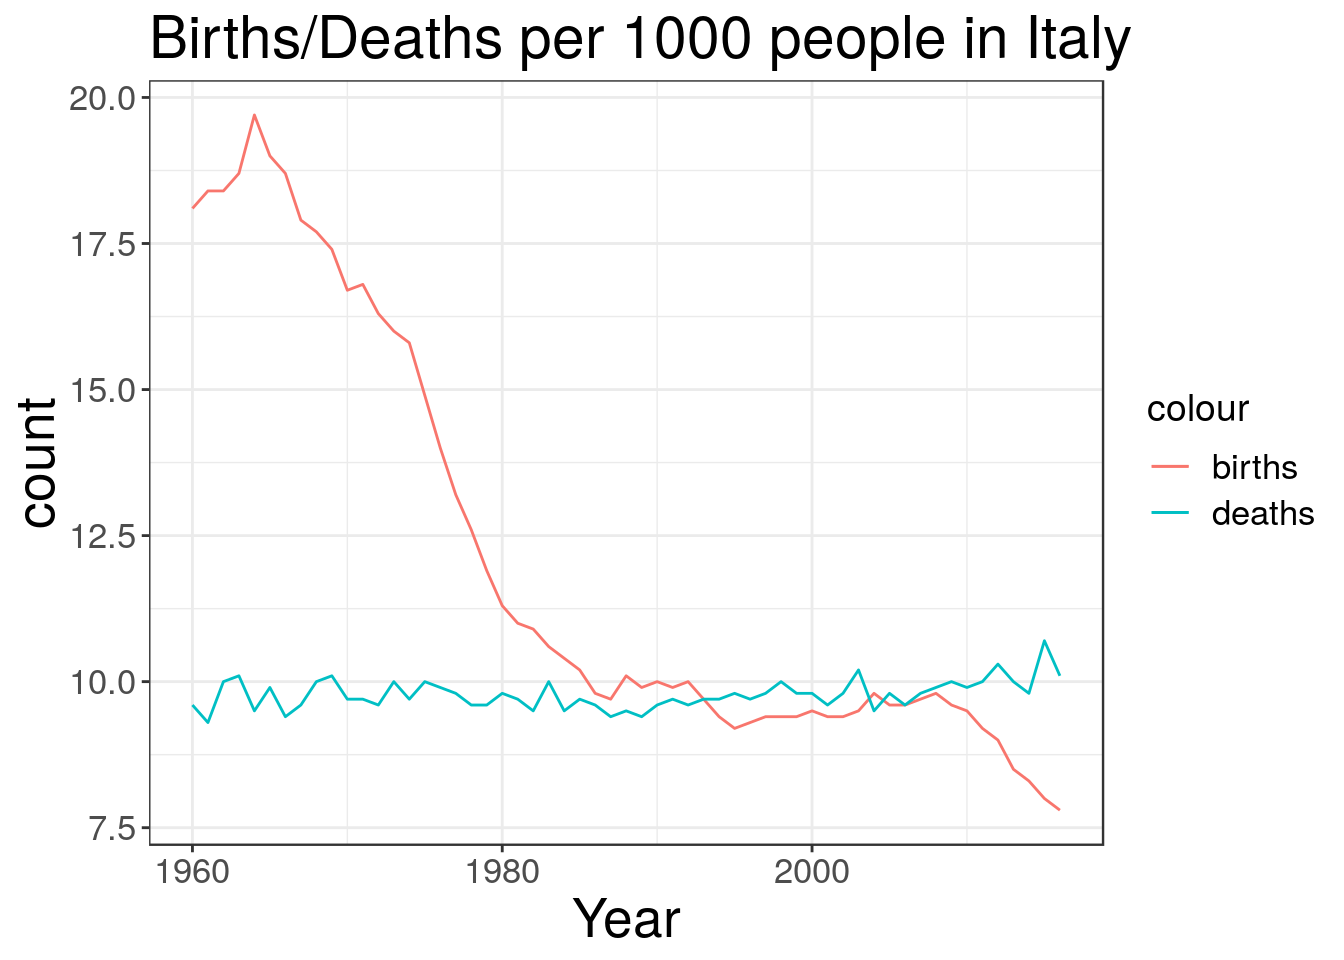 Births/Deaths per 1000 people in Italy
20.0
17.5
15.0
12.5
10.0
7.5
count
1960 1980 2000
Year
colour
births
deaths